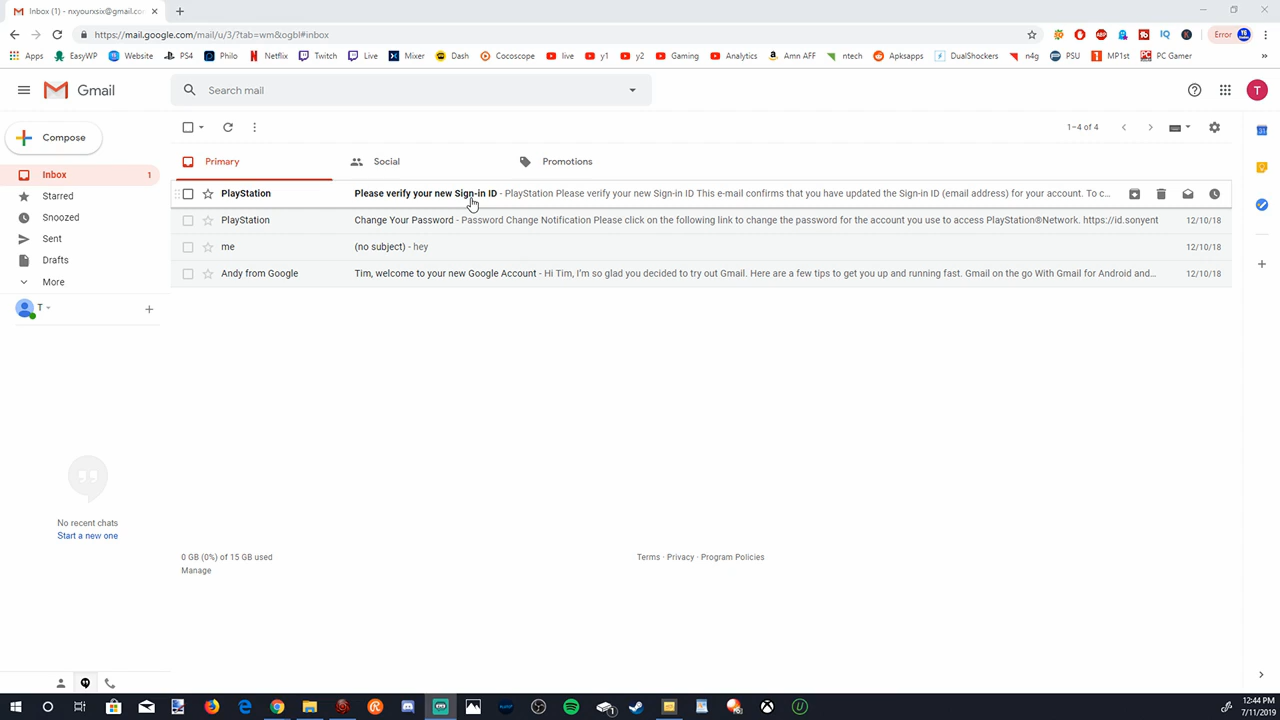 Inbox (1) - nxyourxsix@gmail.co
https://mail.google.com/mail/u/3/?tab=wm&ogbl#inbox
Error
Apps EasyWP Website PS4 Philo Netflix Twitch Live Mixer Dash Cocoscope live y1 y2 Gaming Analytics Amn AFF ntech Apksapps DualShockers n4g PSU MP1st PC Gamer
Gmail
Search mail
T
Compose
1–4 of 4
Inbox 1
Primary
Social
Promotions
Starred
Snoozed
Sent
Drafts
More
T
PlayStation Please verify your new Sign-in ID - PlayStation Please verify your new Sign-in ID This e-mail confirms that you have updated the Sign-in ID (email address) for your account. To c...
PlayStation Change Your Password - Password Change Notification Please click on the following link to change the password for the account you use to access PlayStation®Network. https://id.sonyent 12/10/18
me (no subject) - hey 12/10/18
Andy from Google Tim, welcome to your new Google Account - Hi Tim, I'm so glad you decided to try out Gmail. Here are a few tips to get you up and running fast. Gmail on the go With Gmail for Android and... 12/10/18
No recent chats
Start a new one
0 GB (0%) of 15 GB used
Manage
Terms · Privacy · Program Policies
12:44 PM
7/11/2019